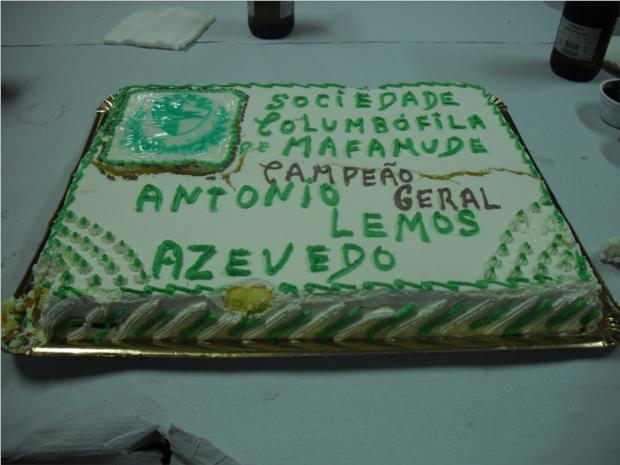 SOCIEDADE
COLUMBÓFILA
DE MAFAMUDE
CAMPEÃO
GERAL
ANTONIO
LEMOS
AZEVEDO